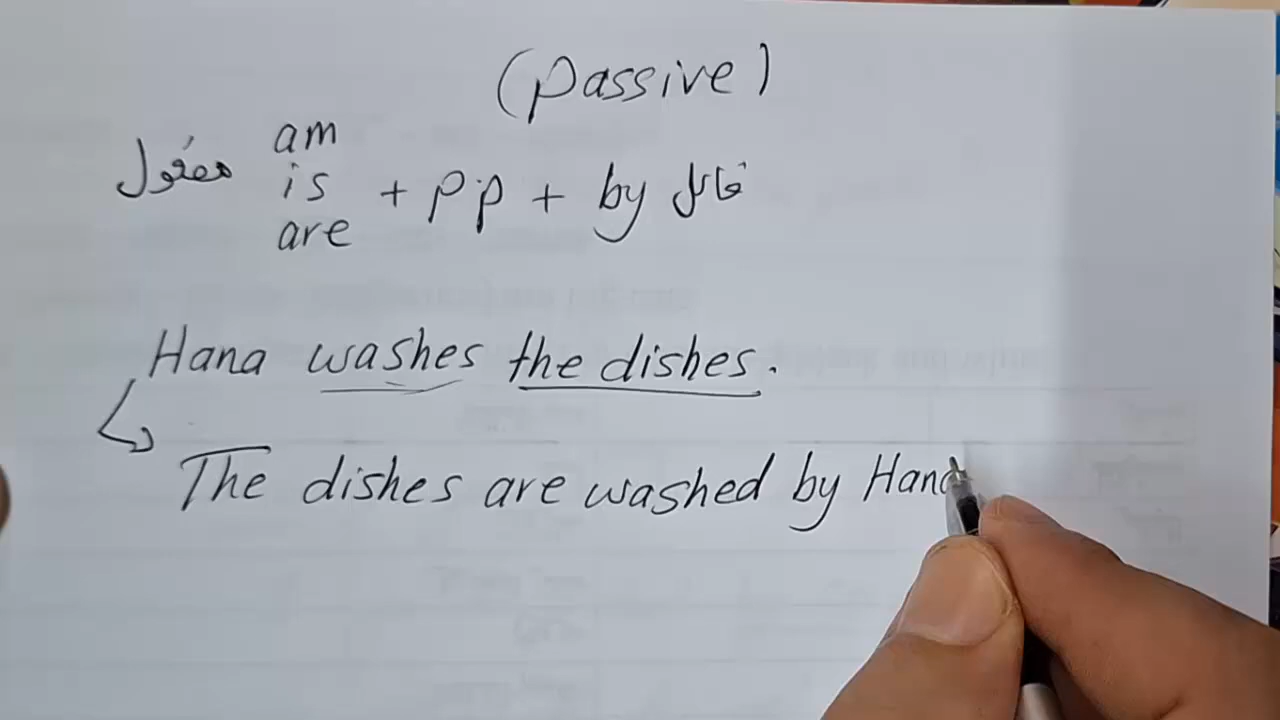 (passive)
مفعول am is are + p.p + by فاعل
Hana washes the dishes.
The dishes are washed by Hana